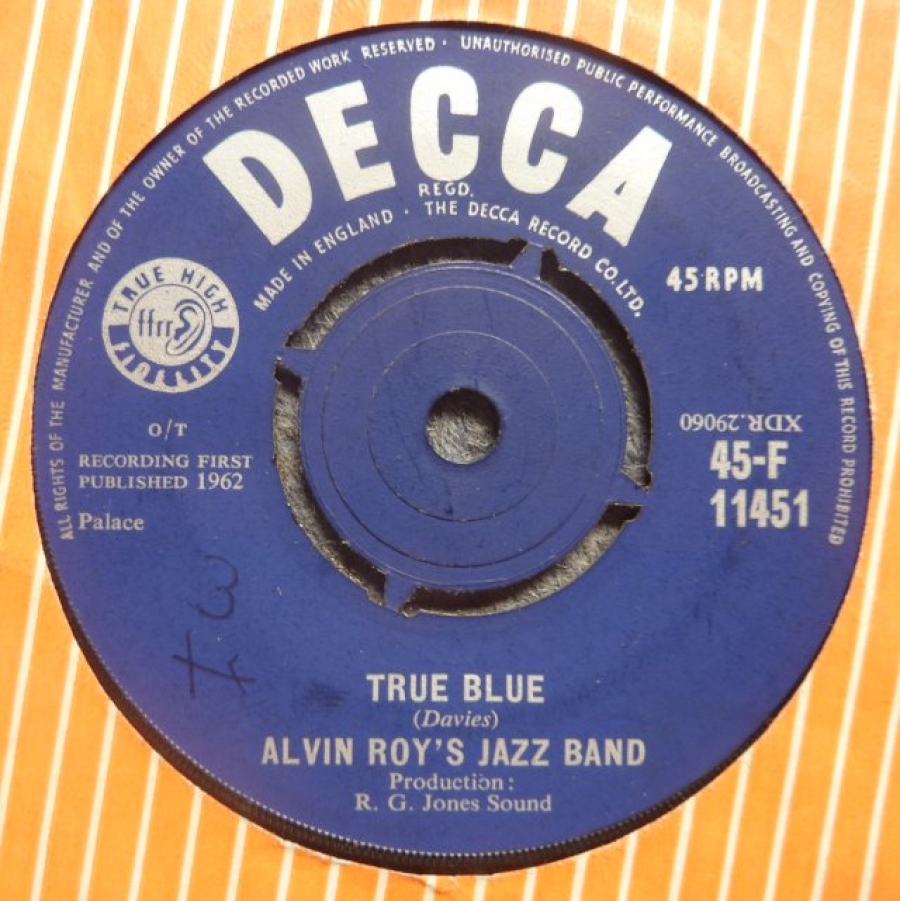 ALL RIGHTS OF THE MANUFACTURER AND OF THE OWNER OF THE RECORDED WORK RESERVED · UNAUTHORISED PUBLIC PERFORMANCE BROADCASTING AND COPYING OF THIS RECORD PROHIBITED
DECCA
REGD.
MADE IN ENGLAND · THE DECCA RECORD CO. LTD.
45 RPM
TRUE HIGH
ffrr
FIDELITY
O/T
RECORDING FIRST
PUBLISHED 1962
Palace
XDR.29060
45-F
11451
TRUE BLUE
(Davies)
ALVIN ROY'S JAZZ BAND
Production:
R. G. Jones Sound